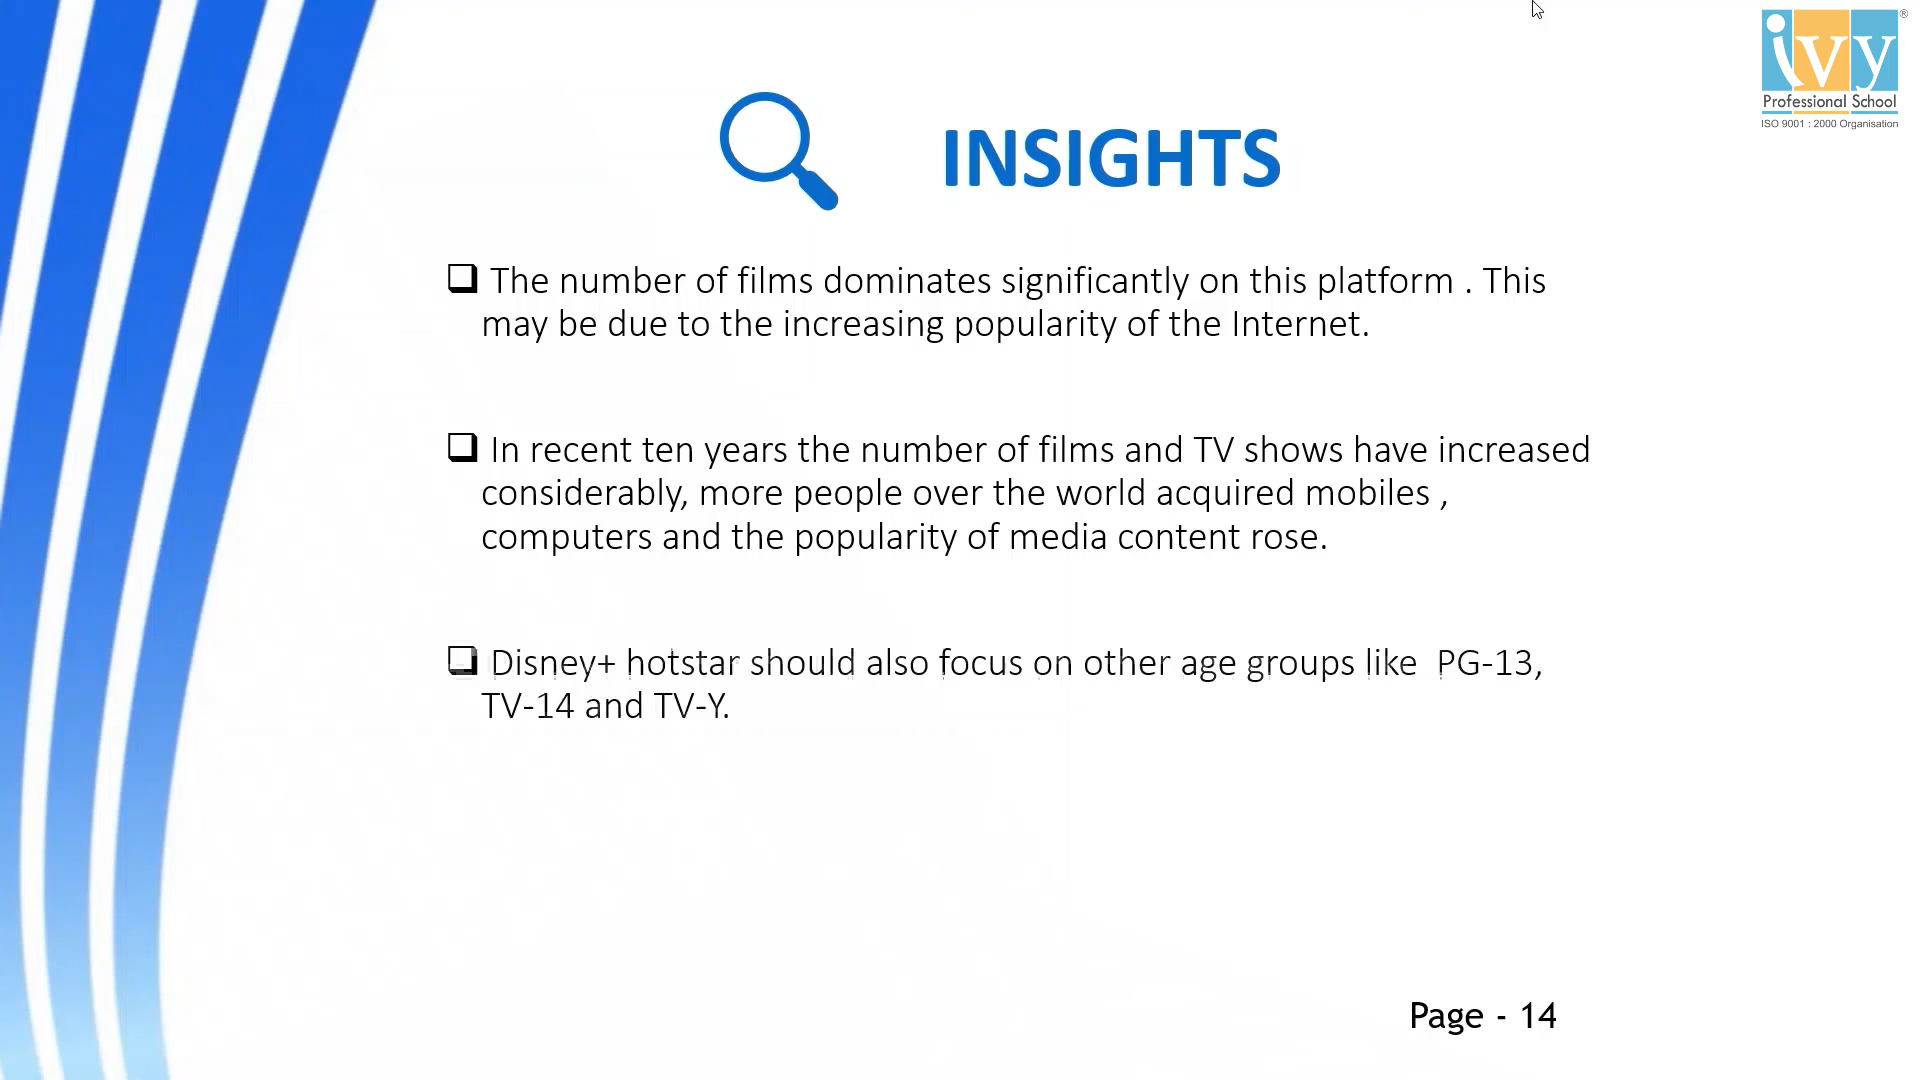 ivy
®
Professional School
ISO 9001 : 2000 Organisation
INSIGHTS
The number of films dominates significantly on this platform . This
may be due to the increasing popularity of the Internet.
In recent ten years the number of films and TV shows have increased
considerably, more people over the world acquired mobiles ,
computers and the popularity of media content rose.
Disney+ hotstar should also focus on other age groups like PG-13,
TV-14 and TV-Y.
Page - 14